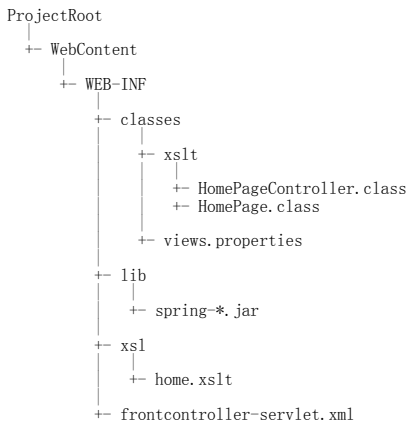 ProjectRoot
|
+- WebContent
|
+- WEB-INF
|
+- classes
| |
| +- xslt
| | |
| | +- HomePageController.class
| | +- HomePage.class
| |
| +- views.properties
|
+- lib
| |
| +- spring-*.jar
|
+- xsl
| |
| +- home.xslt
|
+- frontcontroller-servlet.xml